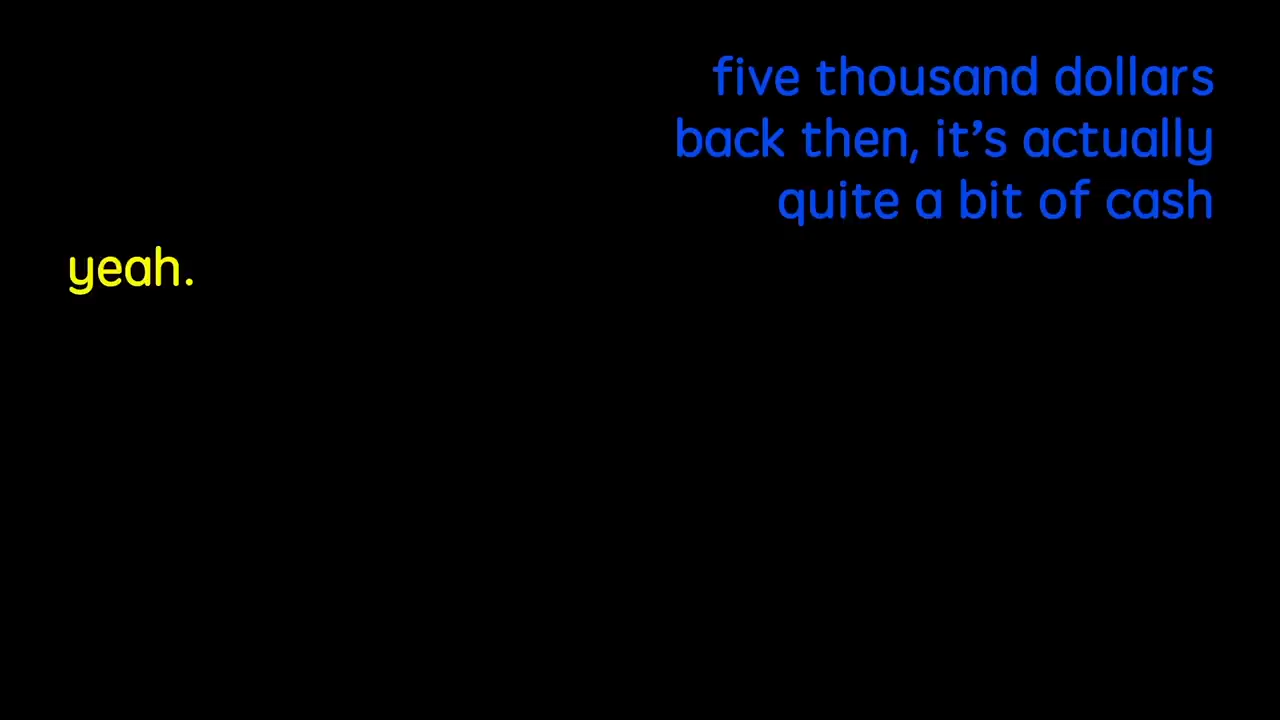 five thousand dollars
back then, it’s actually
quite a bit of cash
yeah.